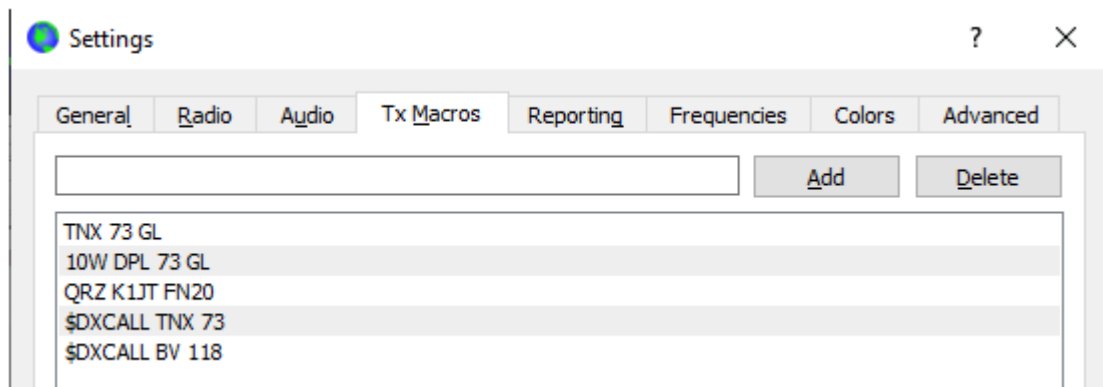 Settings ? ×
General Radio Audio Tx Macros Reporting Frequencies Colors Advanced
Add Delete
TNX 73 GL
10W DPL 73 GL
QRZ K1JT FN20
$DXCALL TNX 73
$DXCALL BV 118